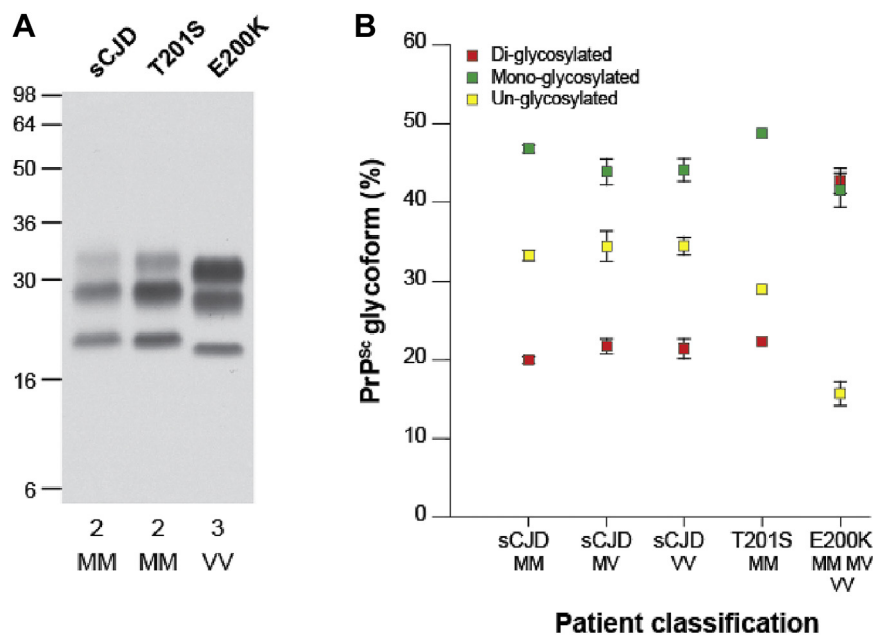 A
sCJD T201S E200K
98
64
50
36
30
16
6
2 2 3
MM MM VV
B
PrPSc glycoform (%)
60
50
40
30
20
10
0
Di-glycosylated
Mono-glycosylated
Un-glycosylated
sCJD sCJD sCJD T201S E200K
MM MV VV MM MM MV
VV
Patient classification